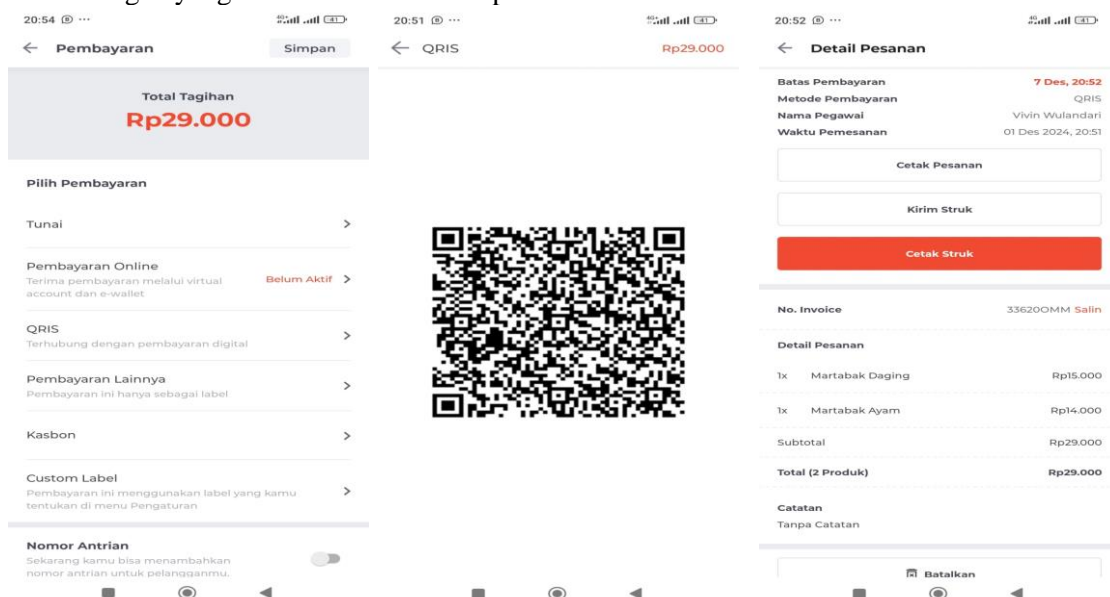 20:54
41
Pembayaran
Simpan
Total Tagihan
Rp29.000
Pilih Pembayaran
Tunai
Pembayaran Online
Terima pembayaran melalui virtual
account dan e-wallet
Belum Aktif
QRIS
Terhubung dengan pembayaran digital
Pembayaran Lainnya
Pembayaran ini hanya sebagai label
Kasbon
Custom Label
Pembayaran ini menggunakan label yang kamu
tentukan di menu Pengaturan
Nomor Antrian
Sekarang kamu bisa menambahkan
nomor antrian untuk pelangganmu.
20:51
41
QRIS
Rp29.000
20:52
41
Detail Pesanan
Batas Pembayaran 7 Des, 20:52
Metode Pembayaran QRIS
Nama Pegawai Vivin Wulandari
Waktu Pemesanan 01 Des 2024, 20:51
Cetak Pesanan
Kirim Struk
Cetak Struk
No. Invoice 33620OMM Salin
Detail Pesanan
1x Martabak Daging Rp15.000
1x Martabak Ayam Rp14.000
Subtotal Rp29.000
Total (2 Produk) Rp29.000
Catatan
Tanpa Catatan
Batalkan